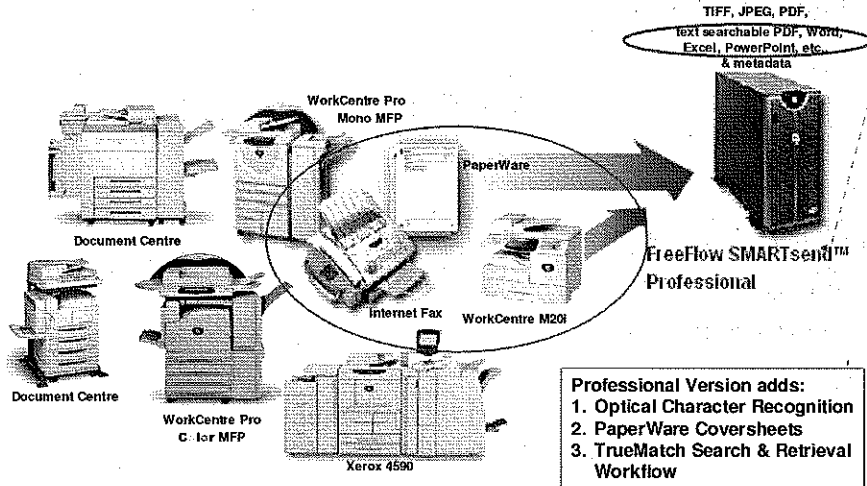 TIFF, JPEG, PDF,
text searchable PDF, Word,
Excel, PowerPoint, etc.
& metadata
WorkCentre Pro
Mono MFP
PaperWare
Document Centre
Internet Fax
WorkCentre M20i
FreeFlow SMARTsend™
Professional
Document Centre
WorkCentre Pro
Color MFP
Xerox 4590
Professional Version adds:
1. Optical Character Recognition
2. PaperWare Coversheets
3. TrueMatch Search & Retrieval
Workflow